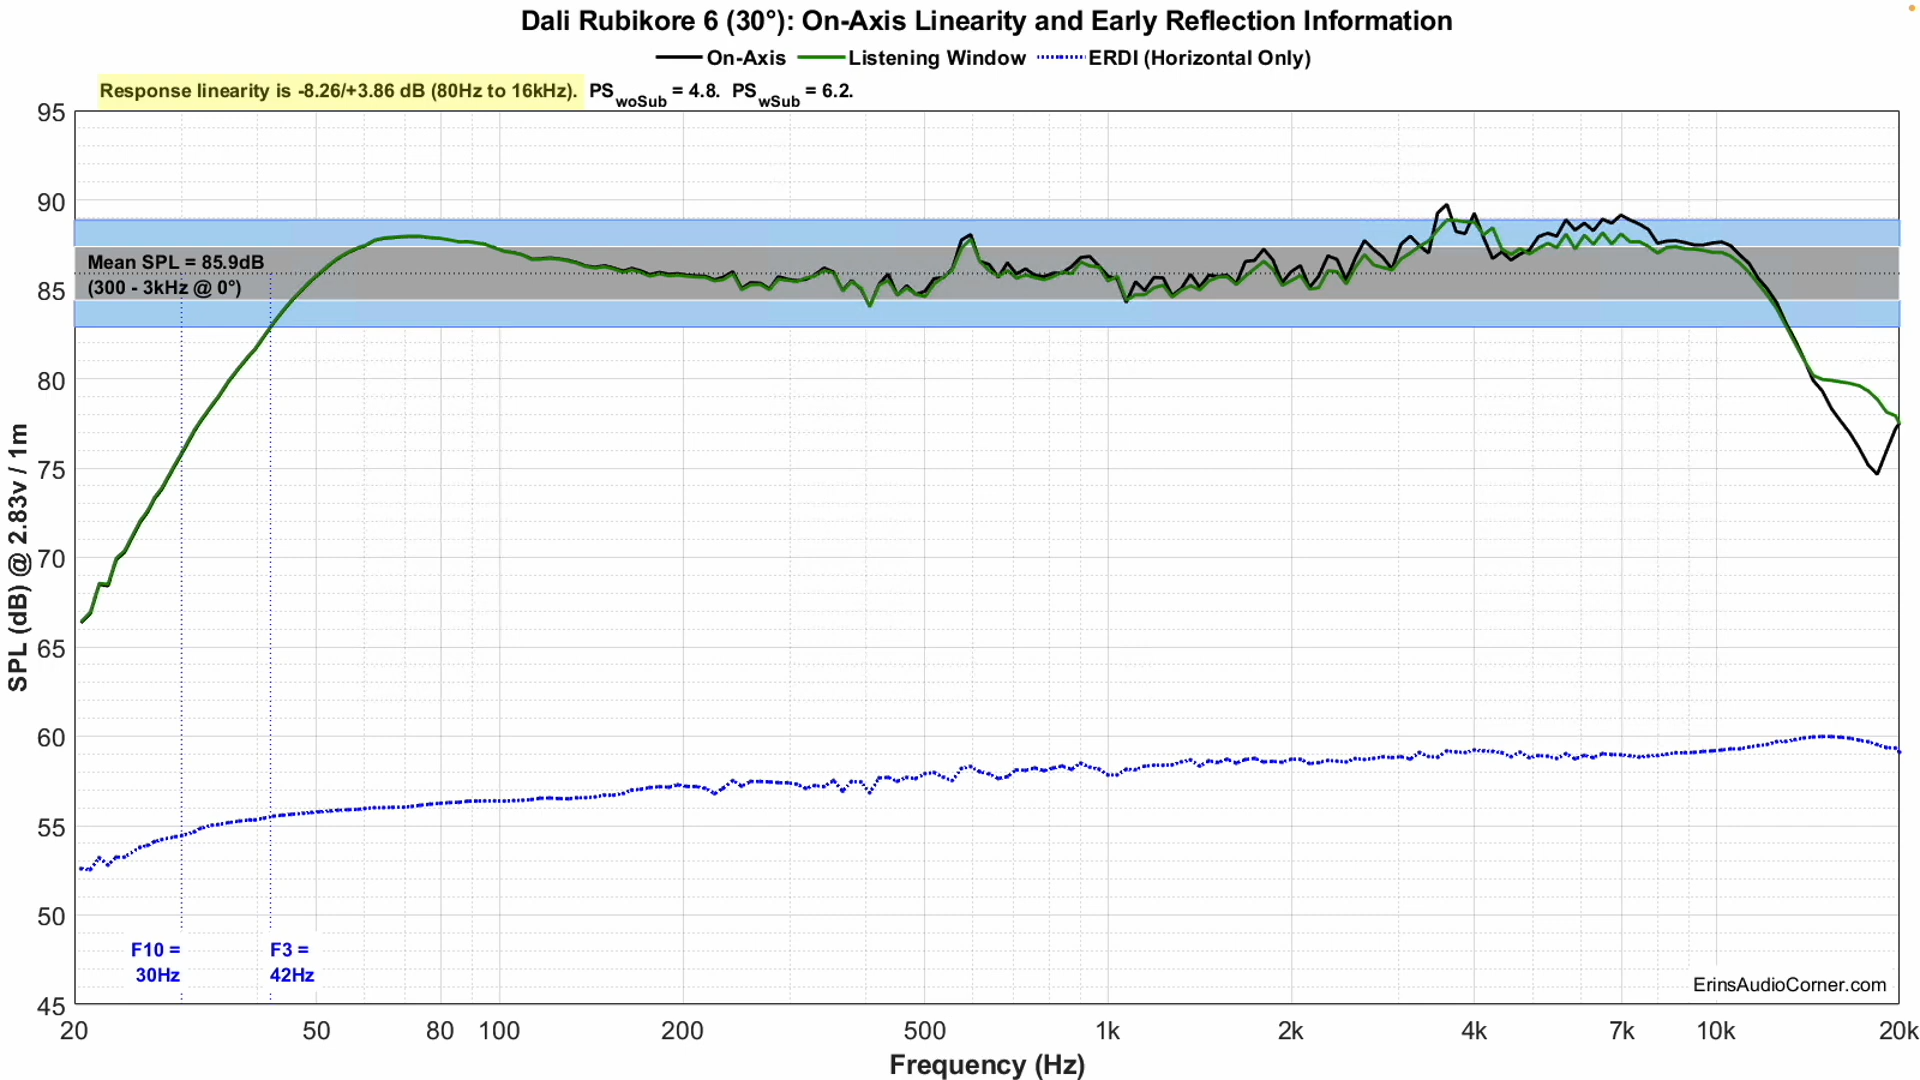 Dali Rubikore 6 (30°): On-Axis Linearity and Early Reflection Information
On-Axis Listening Window ERDI (Horizontal Only)
Response linearity is -8.26/+3.86 dB (80Hz to 16kHz). PSwoSub = 4.8. PSwSub = 6.2.
95
90
Mean SPL = 85.9dB
(300 - 3kHz @ 0°)
85
80
75
70
65
60
55
50
45
SPL (dB) @ 2.83v / 1m
F10 =
30Hz
F3 =
42Hz
ErinsAudioCorner.com
20 50 80 100 200 500 1k 2k 4k 7k 10k 20k
Frequency (Hz)